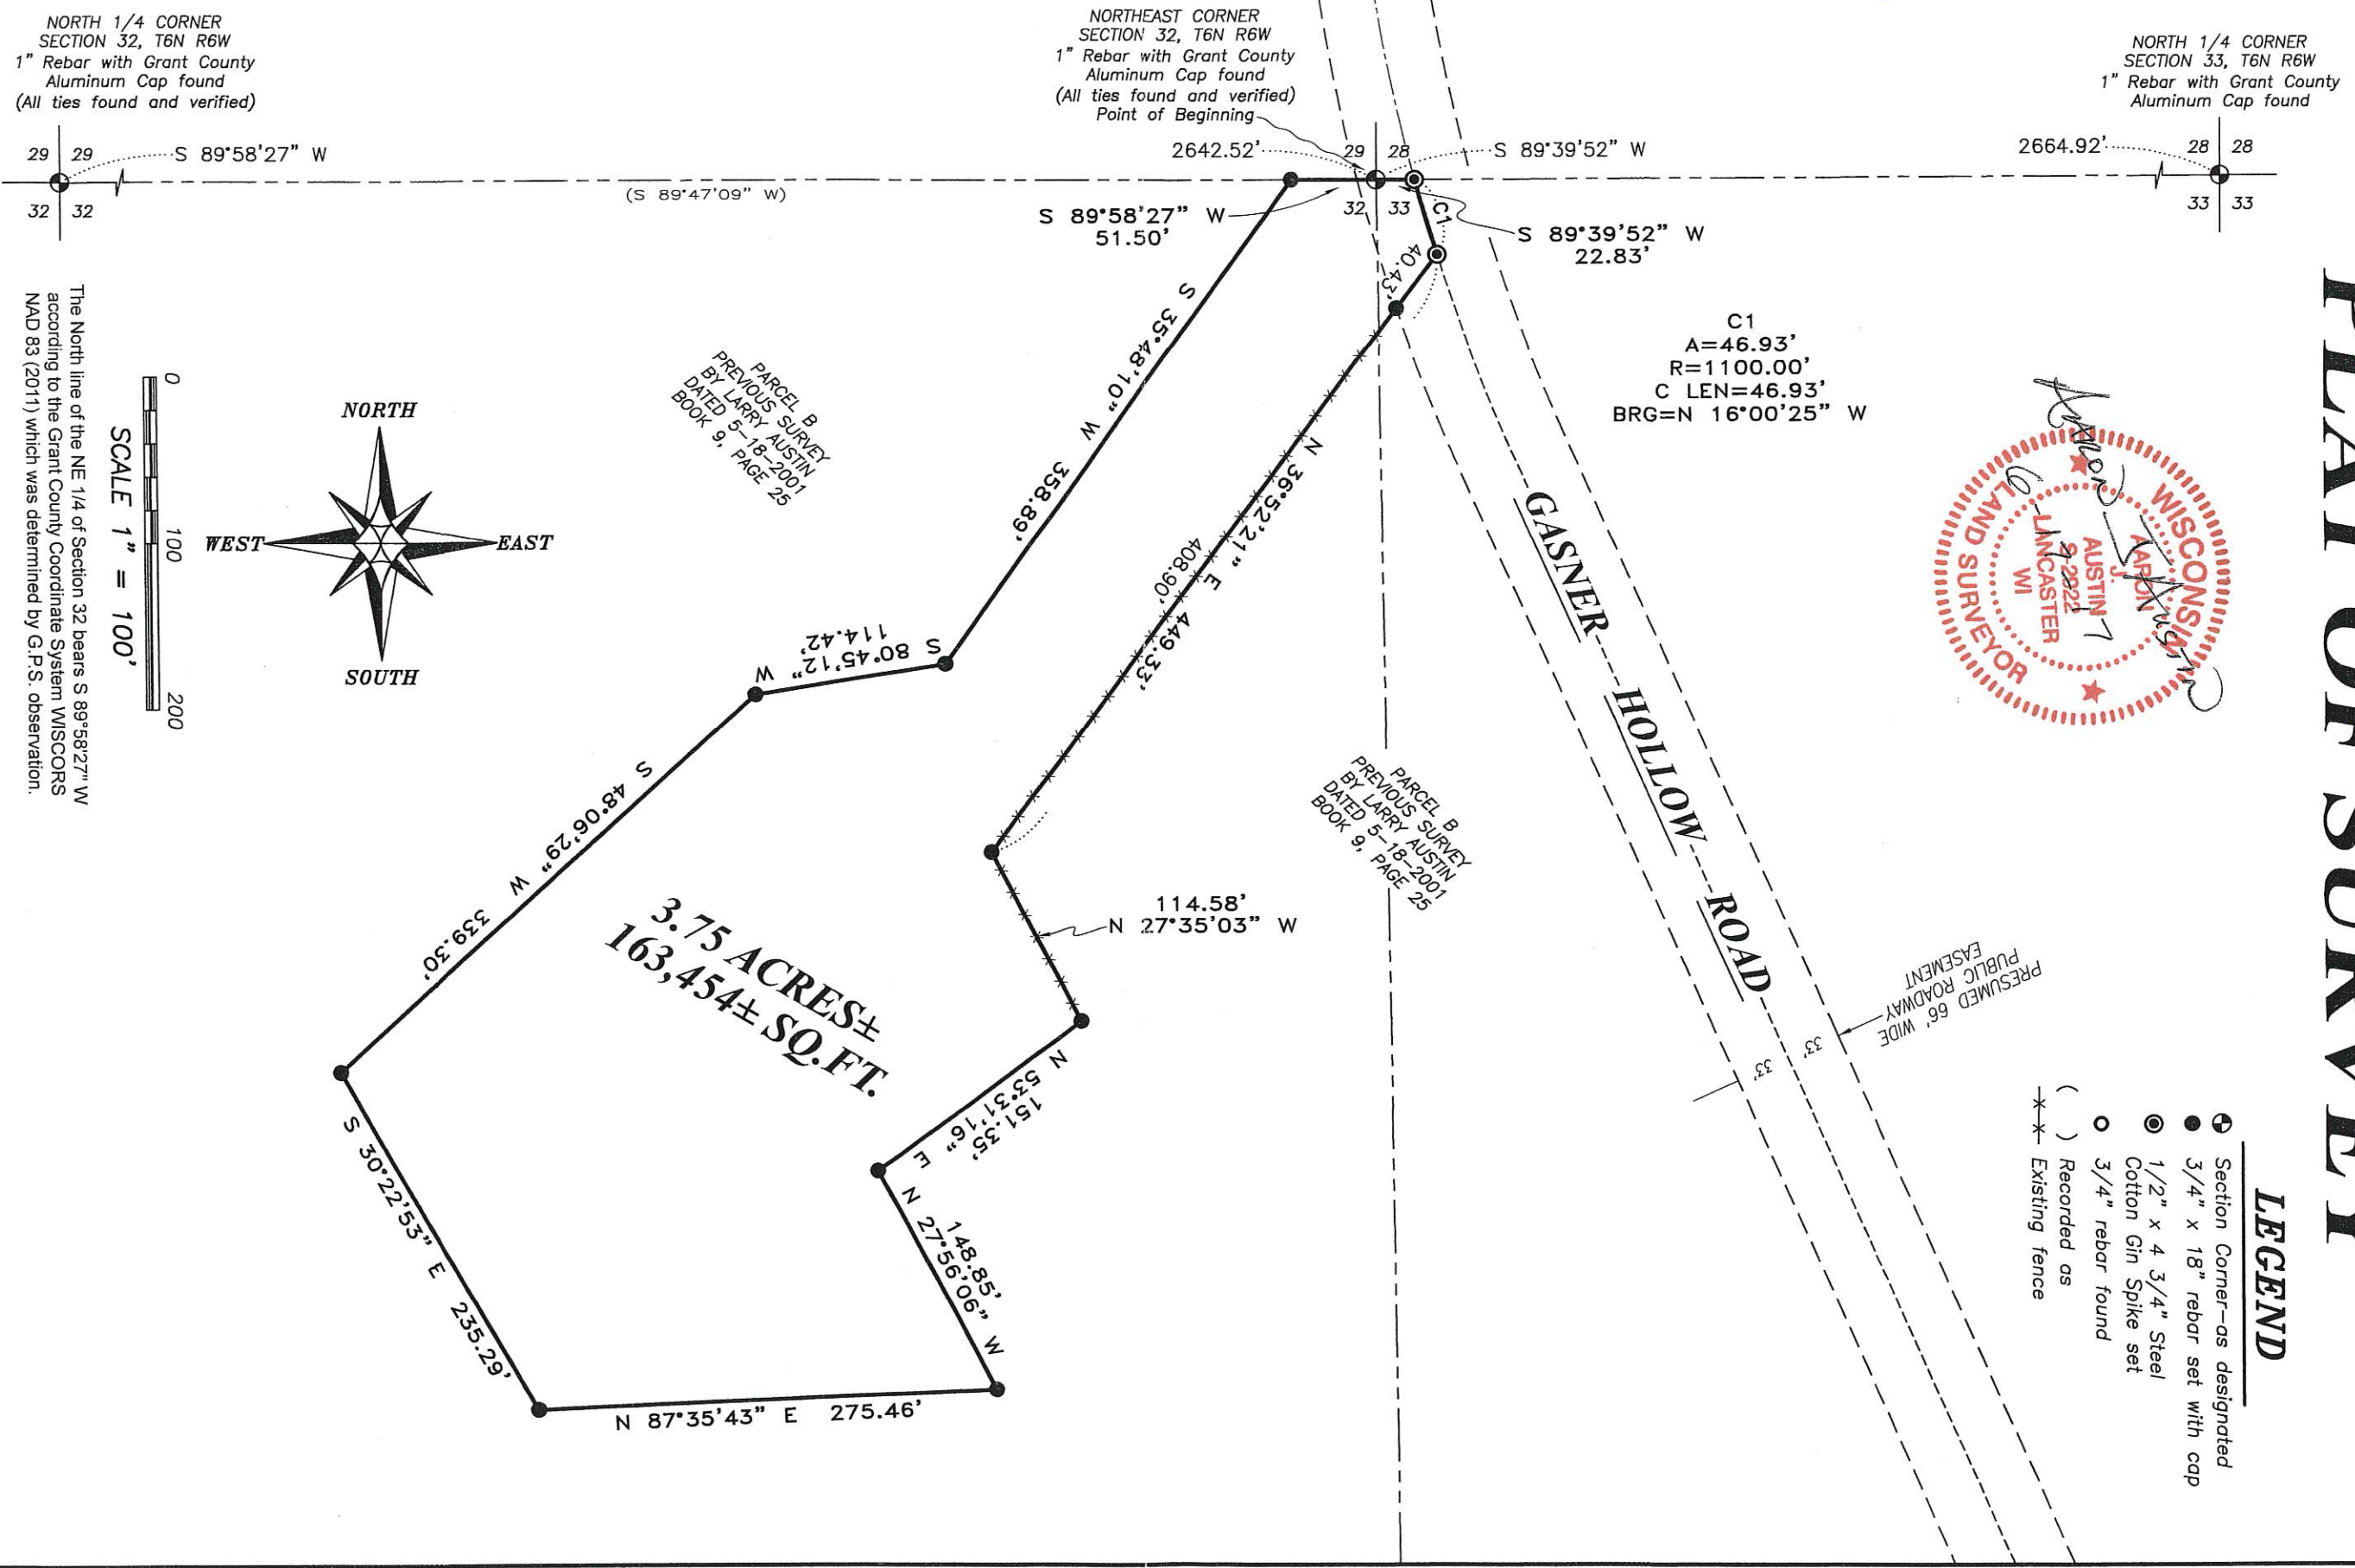 PLAT OF SURVEY
NORTH 1/4 CORNER
SECTION 32, T6N R6W
1" Rebar with Grant County
Aluminum Cap found
(All ties found and verified)
NORTHEAST CORNER
SECTION 32, T6N R6W
1" Rebar with Grant County
Aluminum Cap found
(All ties found and verified)
Point of Beginning
NORTH 1/4 CORNER
SECTION 33, T6N R6W
1" Rebar with Grant County
Aluminum Cap found
29 29
32 32
S 89°58'27" W
2642.52'
29 28
32 33
S 89°39'52" W
2664.92'
28 28
33 33
(S 89°47'09" W)
S 89°58'27" W
51.50'
S 89°39'52" W
22.83'
C1
40.43'
C1
A=46.93'
R=1100.00'
C LEN=46.93'
BRG=N 16°00'25" W
S 35°48'10" W 358.89'
N 36°52'21" E
408.90'
449.33'
S 80°45'12" W
114.42'
S 48°06'29" W 339.30'
S 30°22'53" E 235.29'
N 87°35'43" E 275.46'
148.85'
N 27°56'06" W
N 53°31'16" E
151.35'
114.58'
N 27°35'03" W
3.75 ACRES±
163,454± SQ.FT.
PARCEL B
PREVIOUS SURVEY
BY LARRY AUSTIN
DATED 5-18-2001
BOOK 9, PAGE 25
PARCEL B
PREVIOUS SURVEY
BY LARRY AUSTIN
DATED 5-18-2001
BOOK 9, PAGE 25
GASNER HOLLOW ROAD
PRESUMED 66' WIDE
PUBLIC ROADWAY
EASEMENT
33'
33'
NORTH
WEST
EAST
SOUTH
0 100 200
SCALE 1" = 100'
The North line of the NE 1/4 of Section 32 bears S 89°58'27" W
according to the Grant County Coordinate System WISCORS
NAD 83 (2011) which was determined by G.P.S. observation.
WISCONSIN
AARON
J.
AUSTIN
S-2922
LANCASTER
WI
LAND SURVEYOR
LEGEND
Section Corner-as designated
3/4" x 18" rebar set with cap
1/2" x 4 3/4" Steel
Cotton Gin Spike set
3/4" rebar found
( ) Recorded as
Existing fence